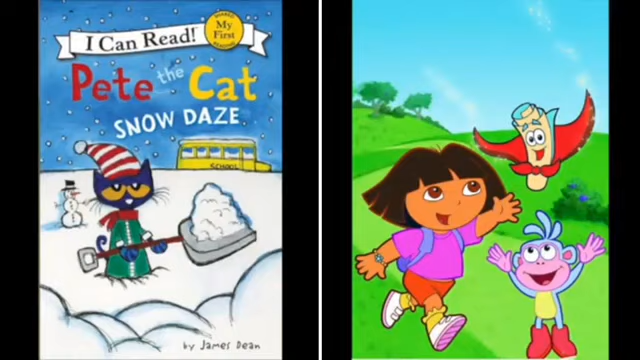 I Can Read!
My
First
Pete the Cat
SNOW DAZE
SCHOOL
by James Dean